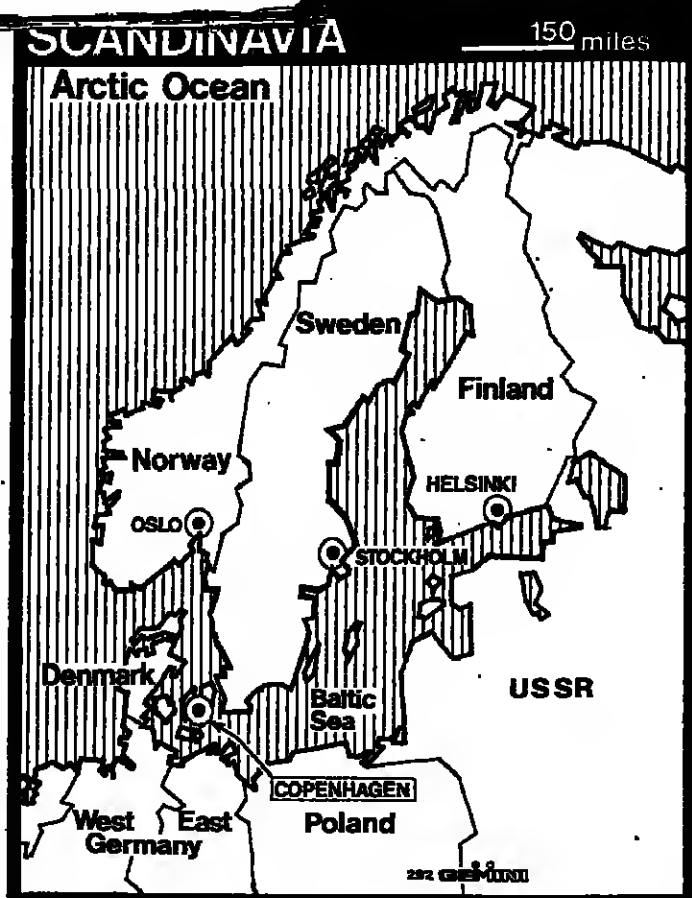 SCANDINAVIA
150 miles
Arctic Ocean
Sweden
Finland
Norway
HELSINKI
OSLO
STOCKHOLM
Denmark
USSR
Baltic
Sea
COPENHAGEN
West East
Germany
Poland
292 GEMINI